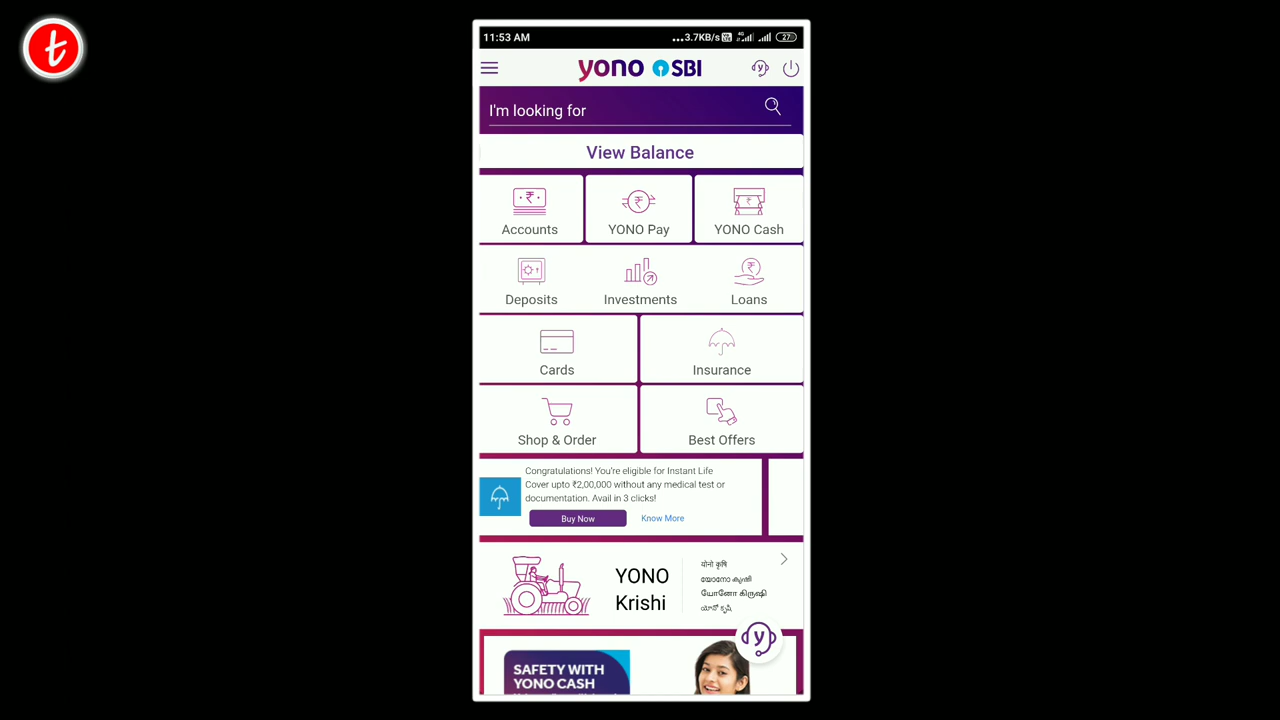 t
11:53 AM
...3.7KB/s 4G 27
yono SBI
I'm looking for
View Balance
Accounts
YONO Pay
YONO Cash
Deposits
Investments
Loans
Cards
Insurance
Shop & Order
Best Offers
Congratulations! You're eligible for Instant Life
Cover upto ₹2,00,000 without any medical test or
documentation. Avail in 3 clicks!
Buy Now
Know More
YONO
Krishi
योनो कृषि
യോനോ കൃഷി
யோனோ கிருஷி
యోనో కృషి
y
SAFETY WITH
YONO CASH